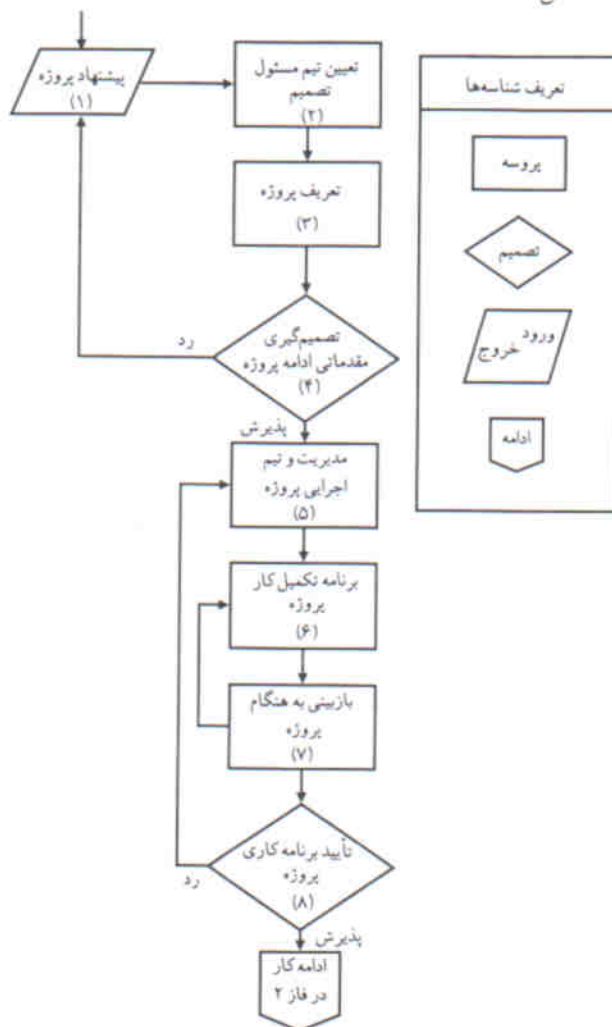 پیشنهاد پروژه
(۱)
تعیین تیم مسئول
تصمیم
(۲)
تعریف پروژه
(۳)
تصمیم‌گیری
مقدماتی ادامه پروژه
(۴)
رد
پذیرش
مدیریت و تیم
اجرایی پروژه
(۵)
برنامه تکمیل کار
پروژه
(۶)
بازبینی به هنگام
پروژه
(۷)
تأیید برنامه کاری
پروژه
(۸)
رد
پذیرش
ادامه کار
در فاز ۲
تعریف شناسه‌ها
پروسه
تصمیم
ورود
خروج
ادامه